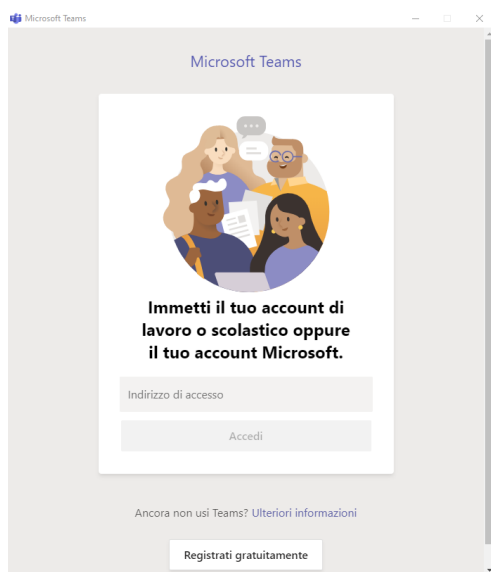 Microsoft Teams
Microsoft Teams
Immetti il tuo account di
lavoro o scolastico oppure
il tuo account Microsoft.
Indirizzo di accesso
Accedi
Ancora non usi Teams? Ulteriori informazioni
Registrati gratuitamente